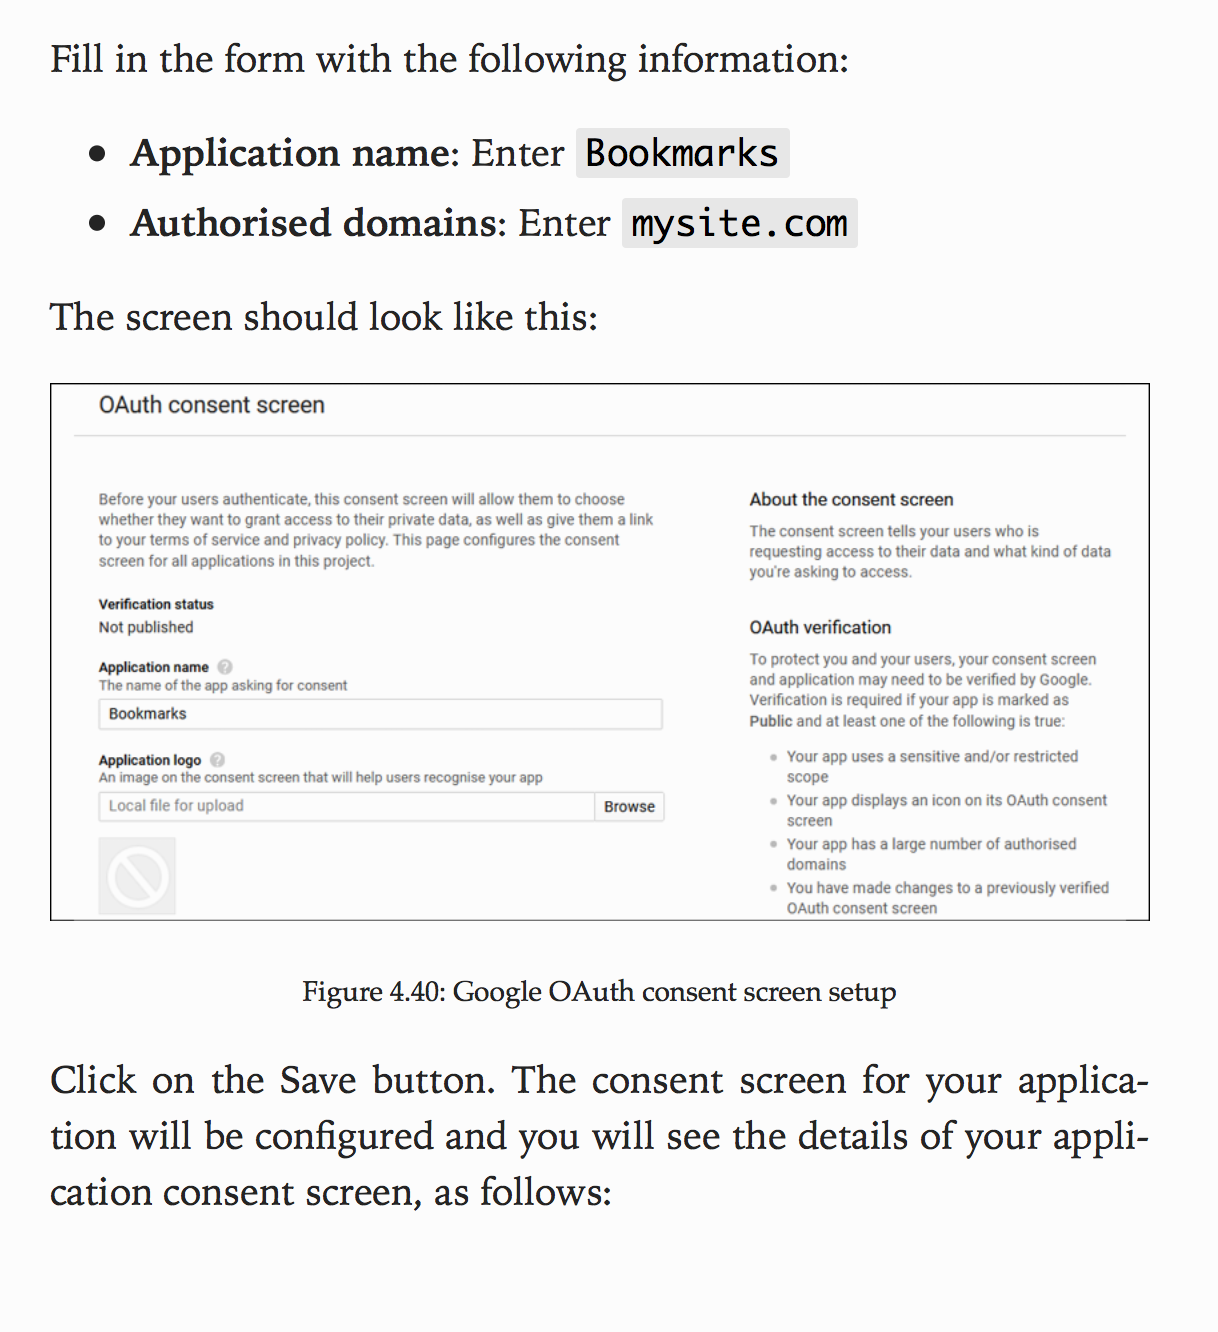 Fill in the form with the following information:
• Application name: Enter Bookmarks
• Authorised domains: Enter mysite.com
The screen should look like this:
OAuth consent screen
Before your users authenticate, this consent screen will allow them to choose
whether they want to grant access to their private data, as well as give them a link
to your terms of service and privacy policy. This page configures the consent
screen for all applications in this project.
Verification status
Not published
Application name ?
The name of the app asking for consent
Bookmarks
Application logo ?
An image on the consent screen that will help users recognise your app
Local file for upload Browse
About the consent screen
The consent screen tells your users who is
requesting access to their data and what kind of data
you're asking to access.
OAuth verification
To protect you and your users, your consent screen
and application may need to be verified by Google.
Verification is required if your app is marked as
Public and at least one of the following is true:
• Your app uses a sensitive and/or restricted
scope
• Your app displays an icon on its OAuth consent
screen
• Your app has a large number of authorised
domains
• You have made changes to a previously verified
OAuth consent screen
Figure 4.40: Google OAuth consent screen setup
Click on the Save button. The consent screen for your applica-
tion will be configured and you will see the details of your appli-
cation consent screen, as follows: